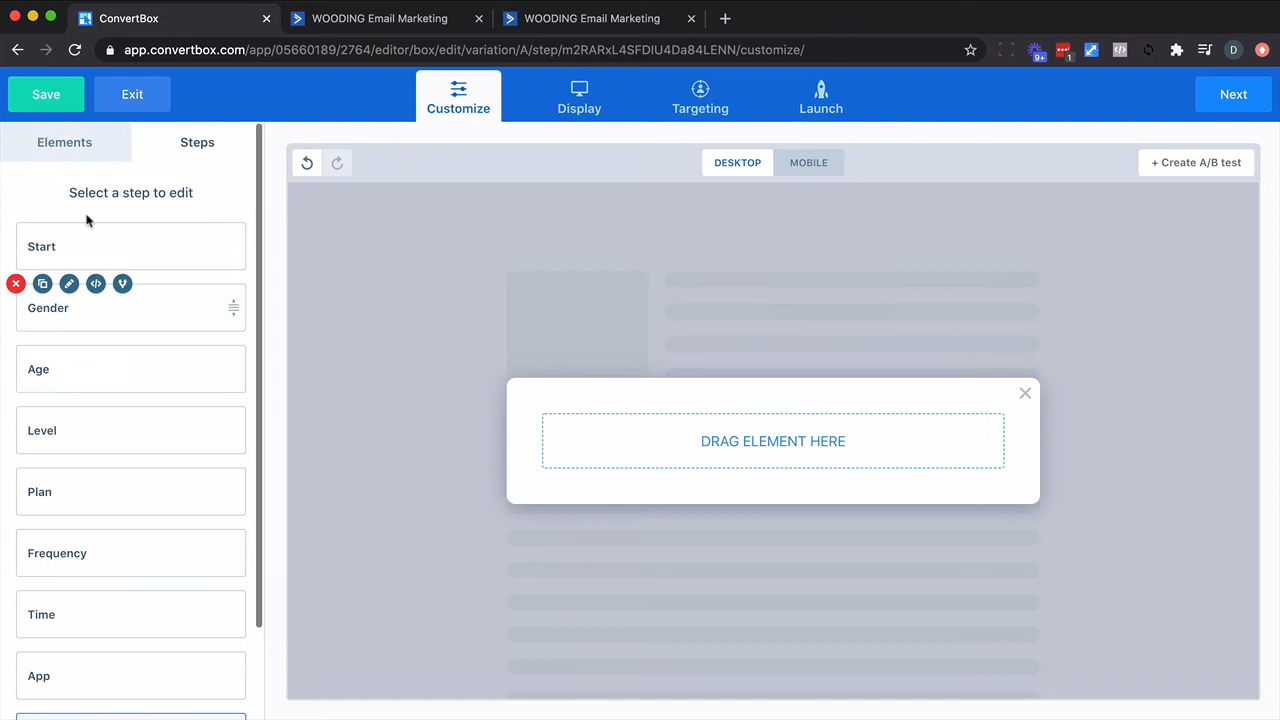 ConvertBox
WOODING Email Marketing
WOODING Email Marketing
app.convertbox.com/app/05660189/2764/editor/box/edit/variation/A/step/m2RARxL4SFDIU4Da84LENN/customize/
9+
1
D
Save
Exit
Customize
Display
Targeting
Launch
Next
Elements
Steps
DESKTOP
MOBILE
+ Create A/B test
Select a step to edit
Start
Gender
Age
Level
Plan
Frequency
Time
App
DRAG ELEMENT HERE